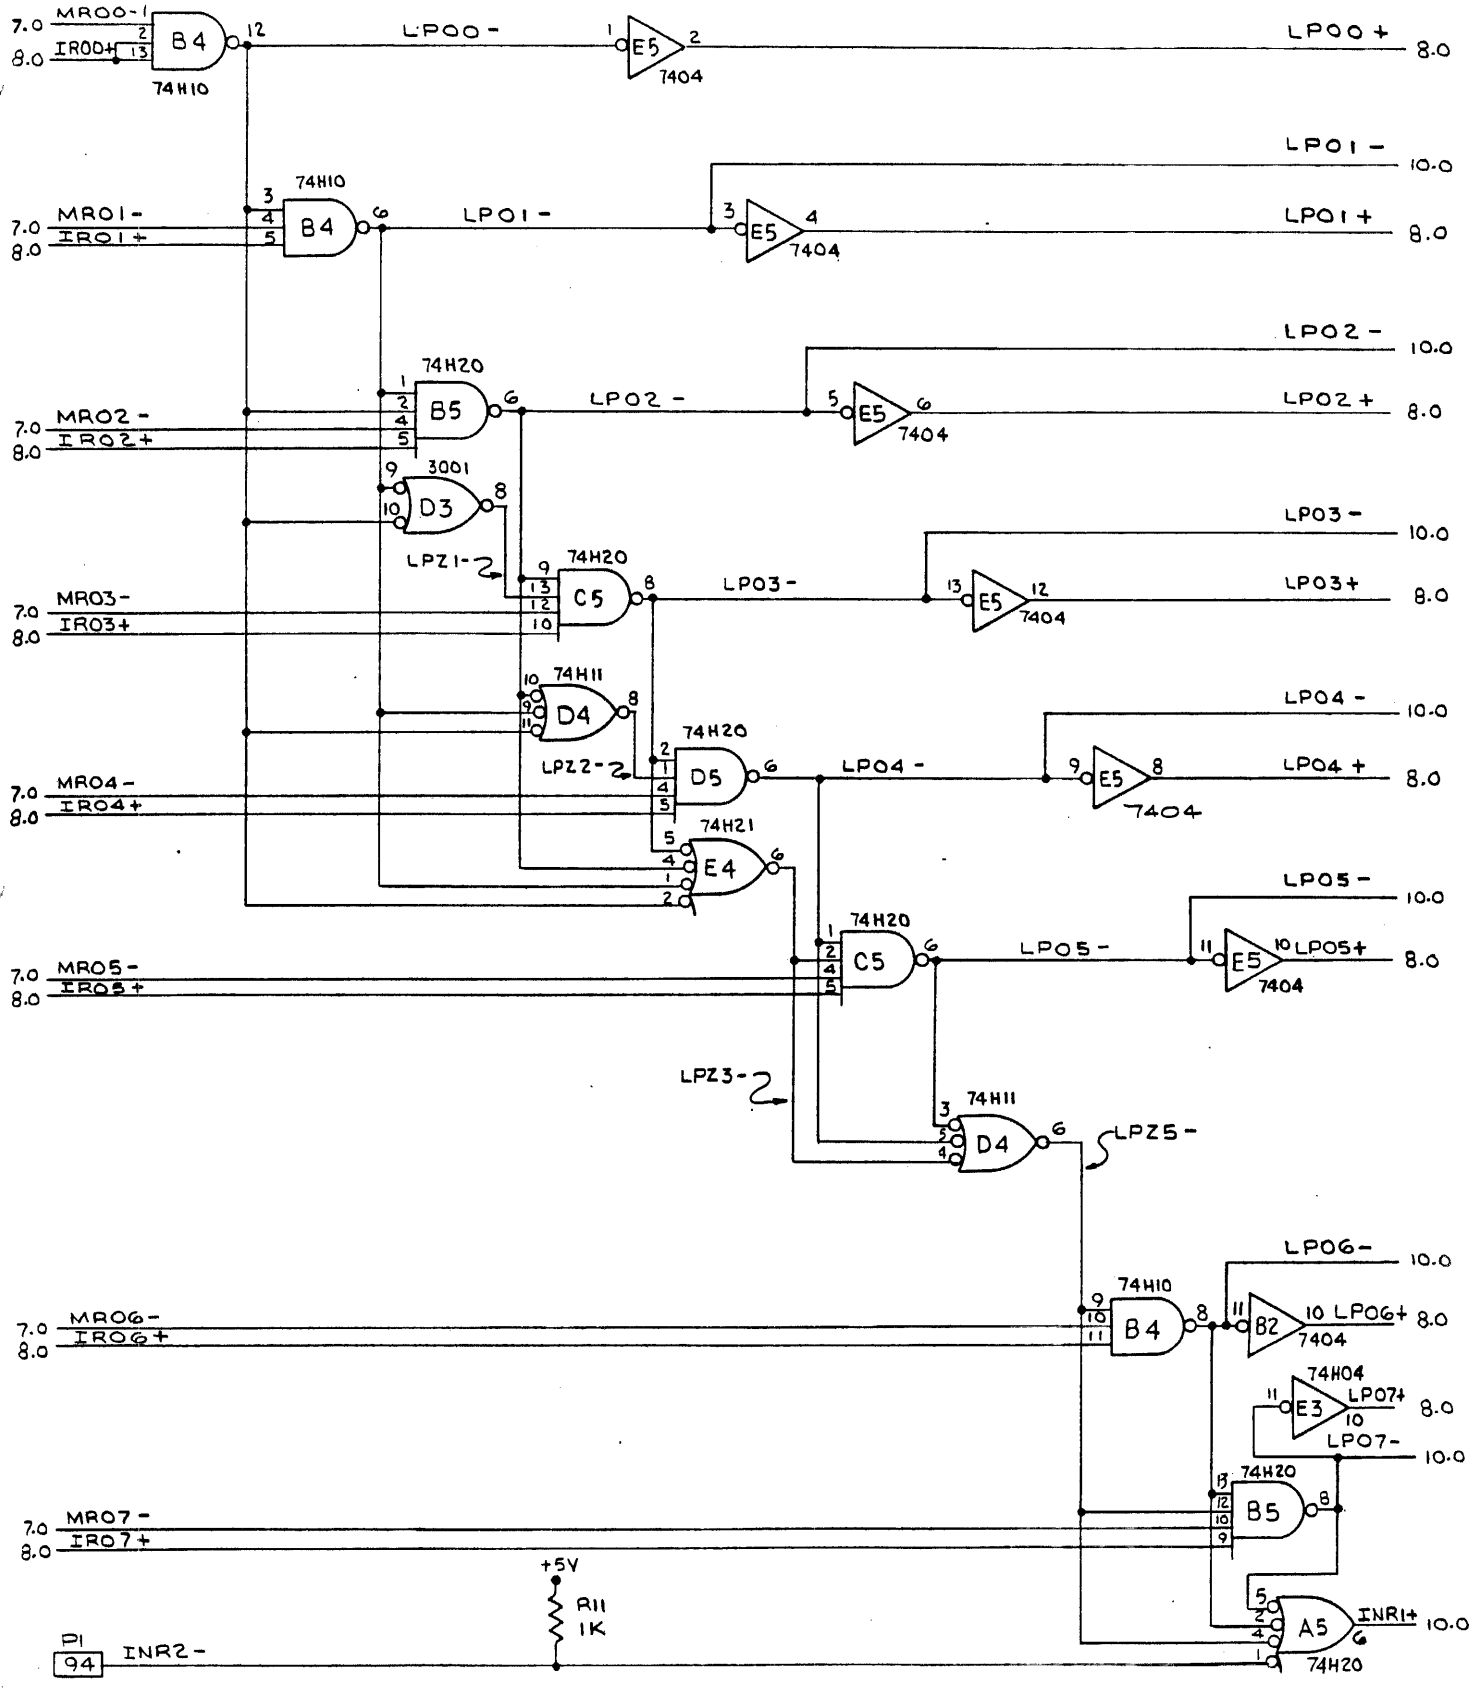 7.0 MR00- 1
2
8.0 IR00+ 13
B4 12
74H10
LP00-
1 E5 2
7404
LP00+ 8.0
LP01- 10.0
74H10
3
7.0 MR01- 4
8.0 IR01+ 5
B4 6
LP01-
3 E5 4
7404
LP01+ 8.0
LP02- 10.0
74H20
1
2
7.0 MR02- 4
8.0 IR02+ 5
B5 6
LP02-
5 E5 6
7404
LP02+ 8.0
3001
9
10
D3 8
LPZ1-
LP03- 10.0
74H20
9
13
7.0 MR03- 12
8.0 IR03+ 10
C5 8
LP03-
13 E5 12
7404
LP03+ 8.0
74H11
10
9
11
D4 8
LPZ2-
LP04- 10.0
74H20
2
1
7.0 MR04- 4
8.0 IR04+ 5
D5 6
LP04-
9 E5 8
7404
LP04+ 8.0
74H21
5
4
1
2
E4 6
LP05- 10.0
74H20
1
2
7.0 MR05- 4
8.0 IR05+ 5
C5 6
LP05-
11 E5 10
7404
LP05+ 8.0
LPZ3-
74H11
3
5
4
D4 6
LPZ5-
LP06- 10.0
74H10
9
7.0 MR06- 10
8.0 IR06+ 11
B4 8
11 B2 10
7404
LP06+ 8.0
74H04
11 E3 10
LP07+ 8.0
LP07- 10.0
74H20
13
12
7.0 MR07- 10
8.0 IR07+ 9
B5 8
+5V
R11
1K
P1
94 INR2-
5
2
4
1
A5 6
74H20
INR1+ 10.0